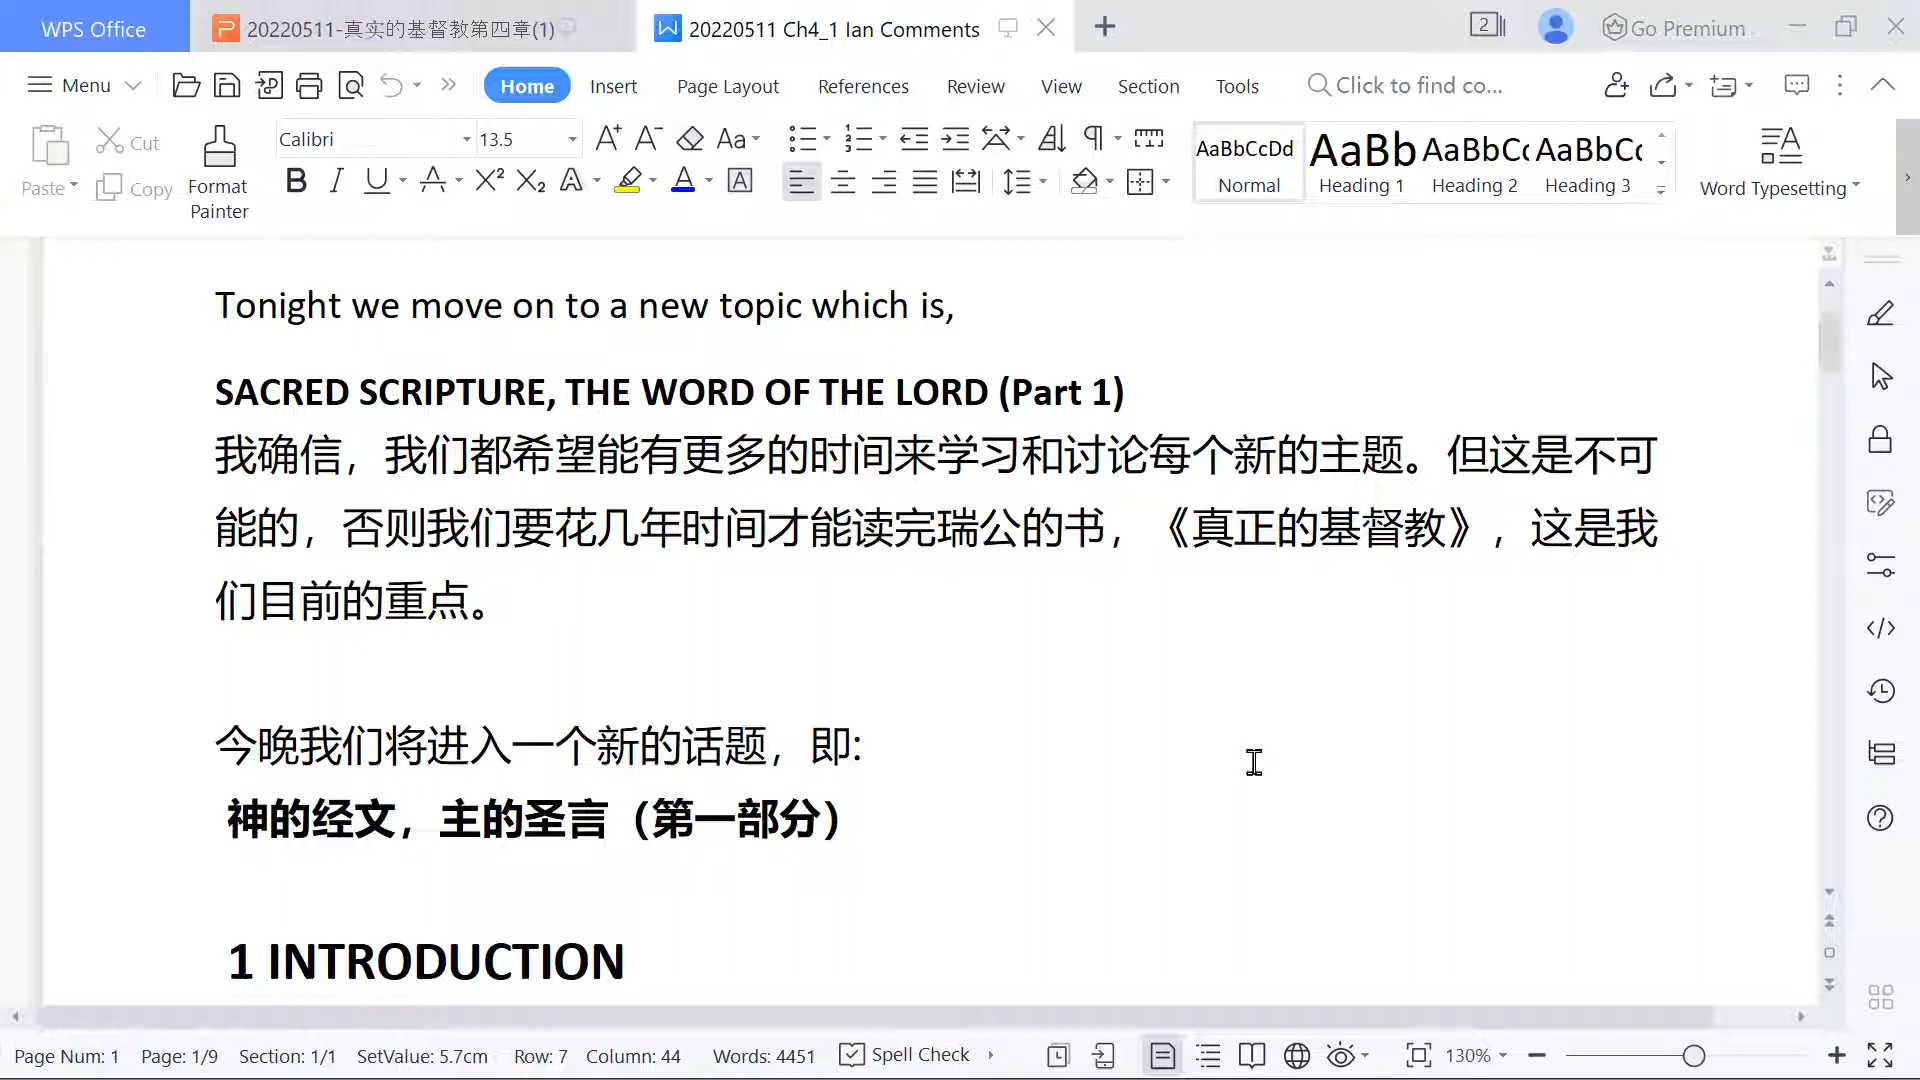 WPS Office
20220511-真实的基督教第四章(1)
20220511 Ch4_1 Ian Comments
2
Go Premium
Menu
Home
Insert
Page Layout
References
Review
View
Section
Tools
Click to find co...
Paste
Cut
Copy
Format
Painter
Calibri
13.5
AaBbCcDd
Normal
AaBb
Heading 1
AaBbCc
Heading 2
AaBbCc
Heading 3
Word Typesetting
Tonight we move on to a new topic which is,
SACRED SCRIPTURE, THE WORD OF THE LORD (Part 1)
我确信，我们都希望能有更多的时间来学习和讨论每个新的主题。但这是不可
能的，否则我们要花几年时间才能读完瑞公的书，《真正的基督教》，这是我
们目前的重点。
今晚我们将进入一个新的话题，即:
神的经文，主的圣言（第一部分）
1 INTRODUCTION
Page Num: 1
Page: 1/9
Section: 1/1
SetValue: 5.7cm
Row: 7
Column: 44
Words: 4451
Spell Check
130%